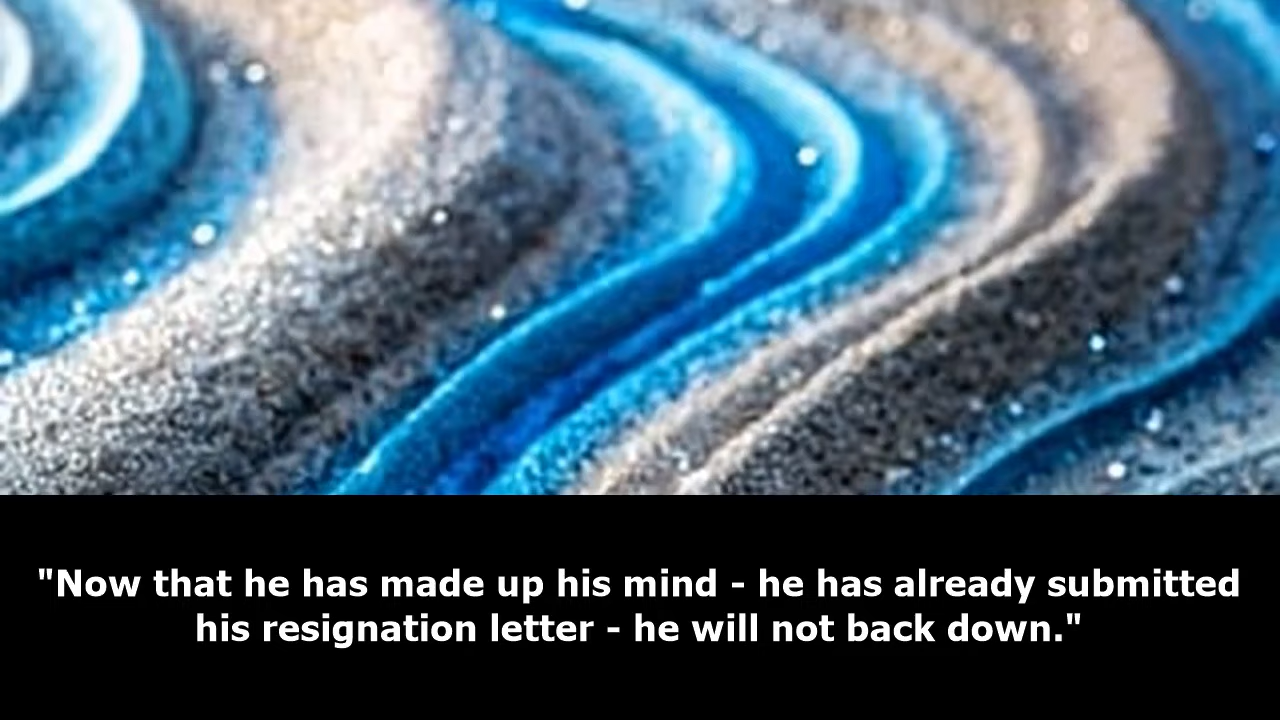 "Now that he has made up his mind - he has already submitted
his resignation letter - he will not back down."